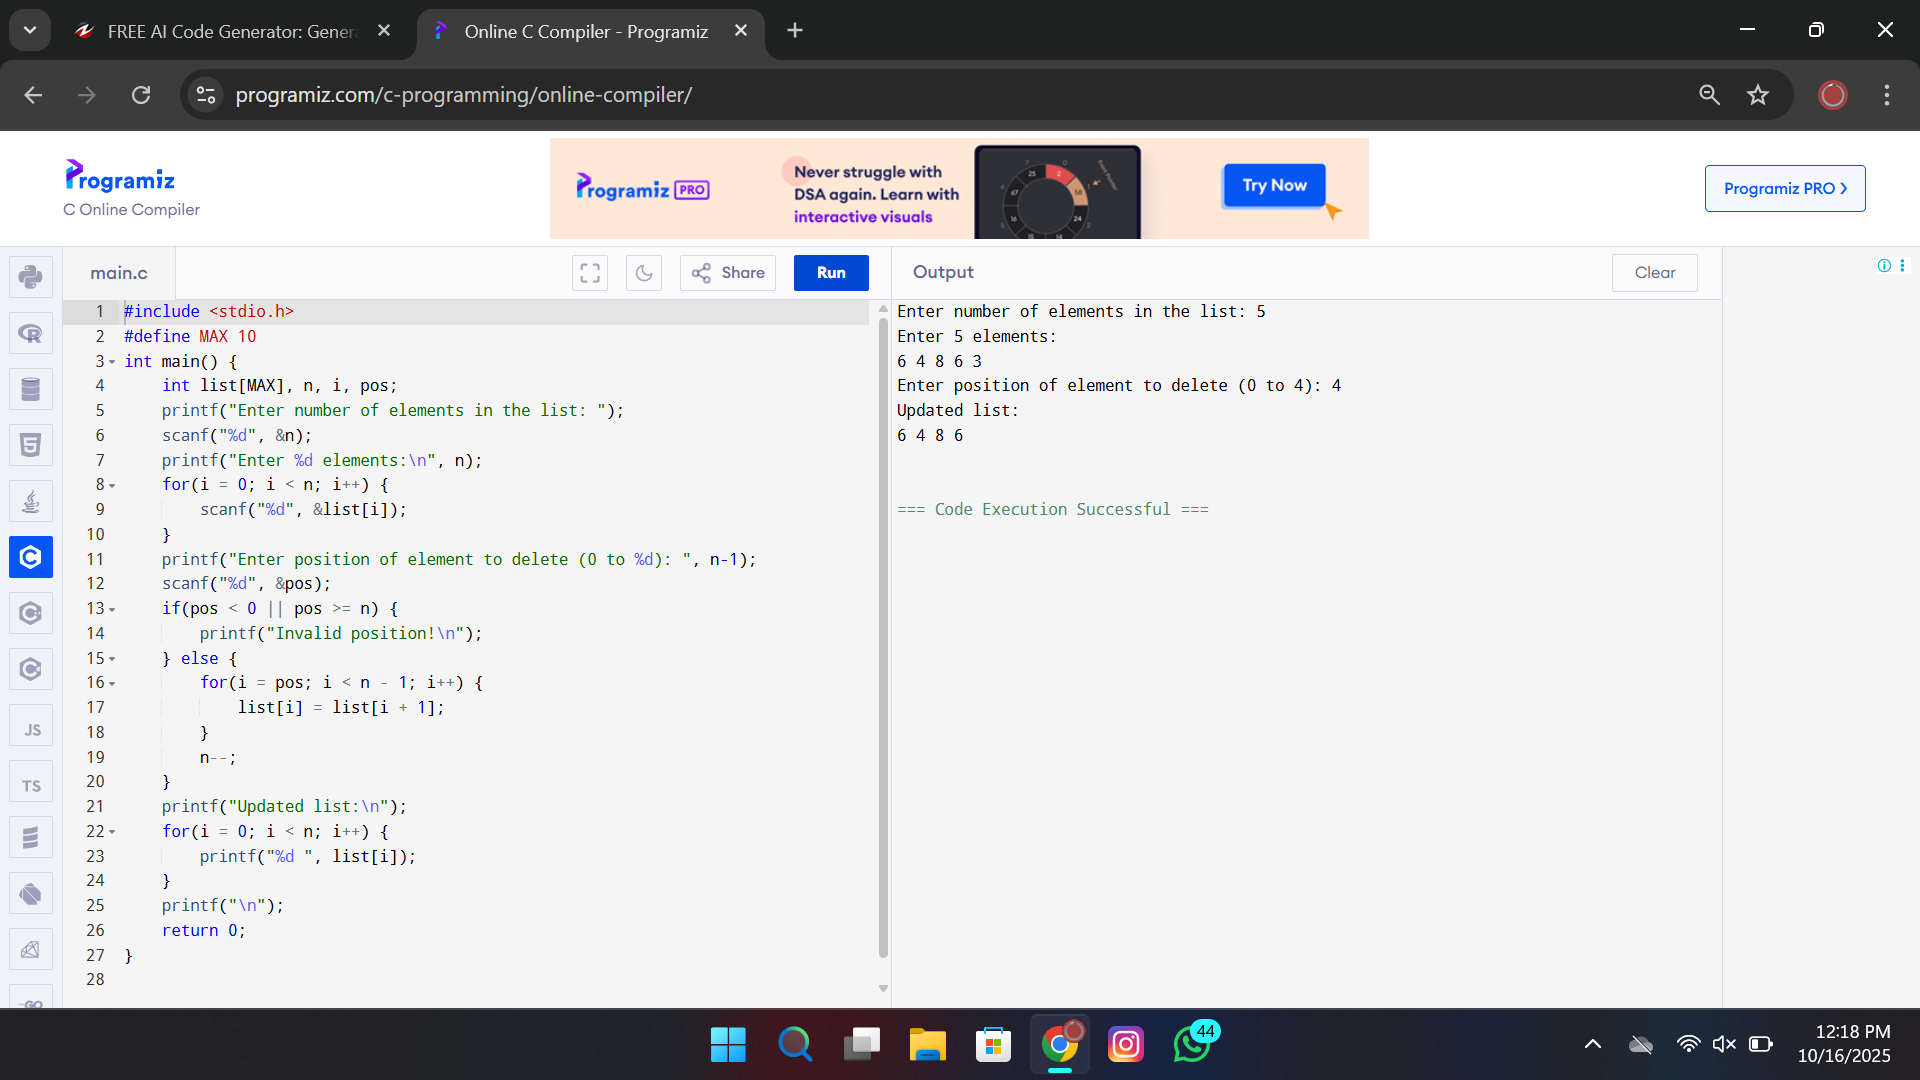 FREE AI Code Generator: Genera
Online C Compiler - Programiz
programiz.com/c-programming/online-compiler/
Programiz
C Online Compiler
Programiz PRO
Never struggle with
DSA again. Learn with
interactive visuals
Try Now
Programiz PRO >
main.c
Share
Run
Output
Clear
1 #include <stdio.h>
2 #define MAX 10
3 int main() {
4     int list[MAX], n, i, pos;
5     printf("Enter number of elements in the list: ");
6     scanf("%d", &n);
7     printf("Enter %d elements:\n", n);
8     for(i = 0; i < n; i++) {
9         scanf("%d", &list[i]);
10     }
11     printf("Enter position of element to delete (0 to %d): ", n-1);
12     scanf("%d", &pos);
13     if(pos < 0 || pos >= n) {
14         printf("Invalid position!\n");
15     } else {
16         for(i = pos; i < n - 1; i++) {
17             list[i] = list[i + 1];
18         }
19         n--;
20     }
21     printf("Updated list:\n");
22     for(i = 0; i < n; i++) {
23         printf("%d ", list[i]);
24     }
25     printf("\n");
26     return 0;
27 }
28
Enter number of elements in the list: 5
Enter 5 elements:
6 4 8 6 3
Enter position of element to delete (0 to 4): 4
Updated list:
6 4 8 6
=== Code Execution Successful ===
JS
TS
GO
44
12:18 PM
10/16/2025